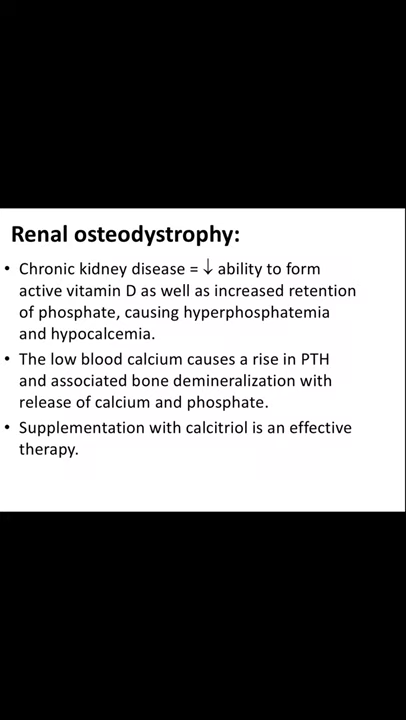 Renal osteodystrophy:
• Chronic kidney disease = ↓ ability to form
active vitamin D as well as increased retention
of phosphate, causing hyperphosphatemia
and hypocalcemia.
• The low blood calcium causes a rise in PTH
and associated bone demineralization with
release of calcium and phosphate.
• Supplementation with calcitriol is an effective
therapy.